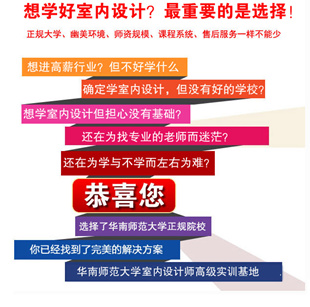 想学好室内设计？最重要的是选择！
正规大学、幽美环境、师资规模、课程系统、售后服务一样不能少
想进高薪行业？但不好学什么
确定学室内设计，但没有好的学校？
想学室内设计但担心没有基础？
还在为找专业的老师而迷茫？
还在为学与不学而左右为难？
恭喜您
选择了华南师范大学正规院校
你已经找到了完美的解决方案
华南师范大学室内设计师高级实训基地